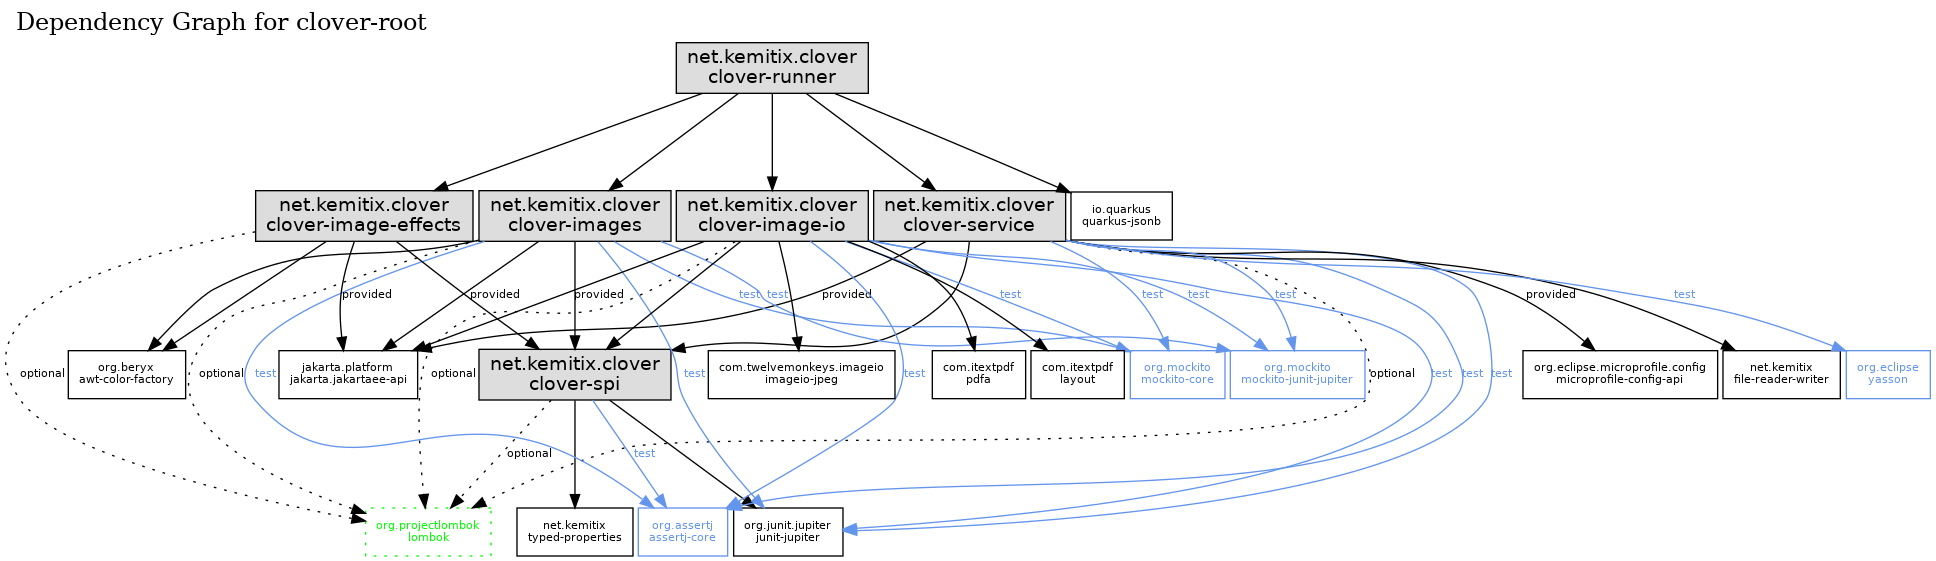 Dependency Graph for clover-root
net.kemitix.clover
clover-runner
net.kemitix.clover
clover-image-effects
net.kemitix.clover
clover-images
net.kemitix.clover
clover-image-io
net.kemitix.clover
clover-service
io.quarkus
quarkus-jsonb
provided
provided
provided
test
test
provided
test
test
test
test
provided
test
optional
org.beryx
awt-color-factory
optional
test
jakarta.platform
jakarta.jakartaee-api
optional
net.kemitix.clover
clover-spi
test
com.twelvemonkeys.imageio
imageio-jpeg
test
com.itextpdf
pdfa
com.itextpdf
layout
org.mockito
mockito-core
org.mockito
mockito-junit-jupiter
optional
test
test
test
org.eclipse.microprofile.config
microprofile-config-api
net.kemitix
file-reader-writer
org.eclipse
yasson
optional
test
org.projectlombok
lombok
net.kemitix
typed-properties
org.assertj
assertj-core
org.junit.jupiter
junit-jupiter